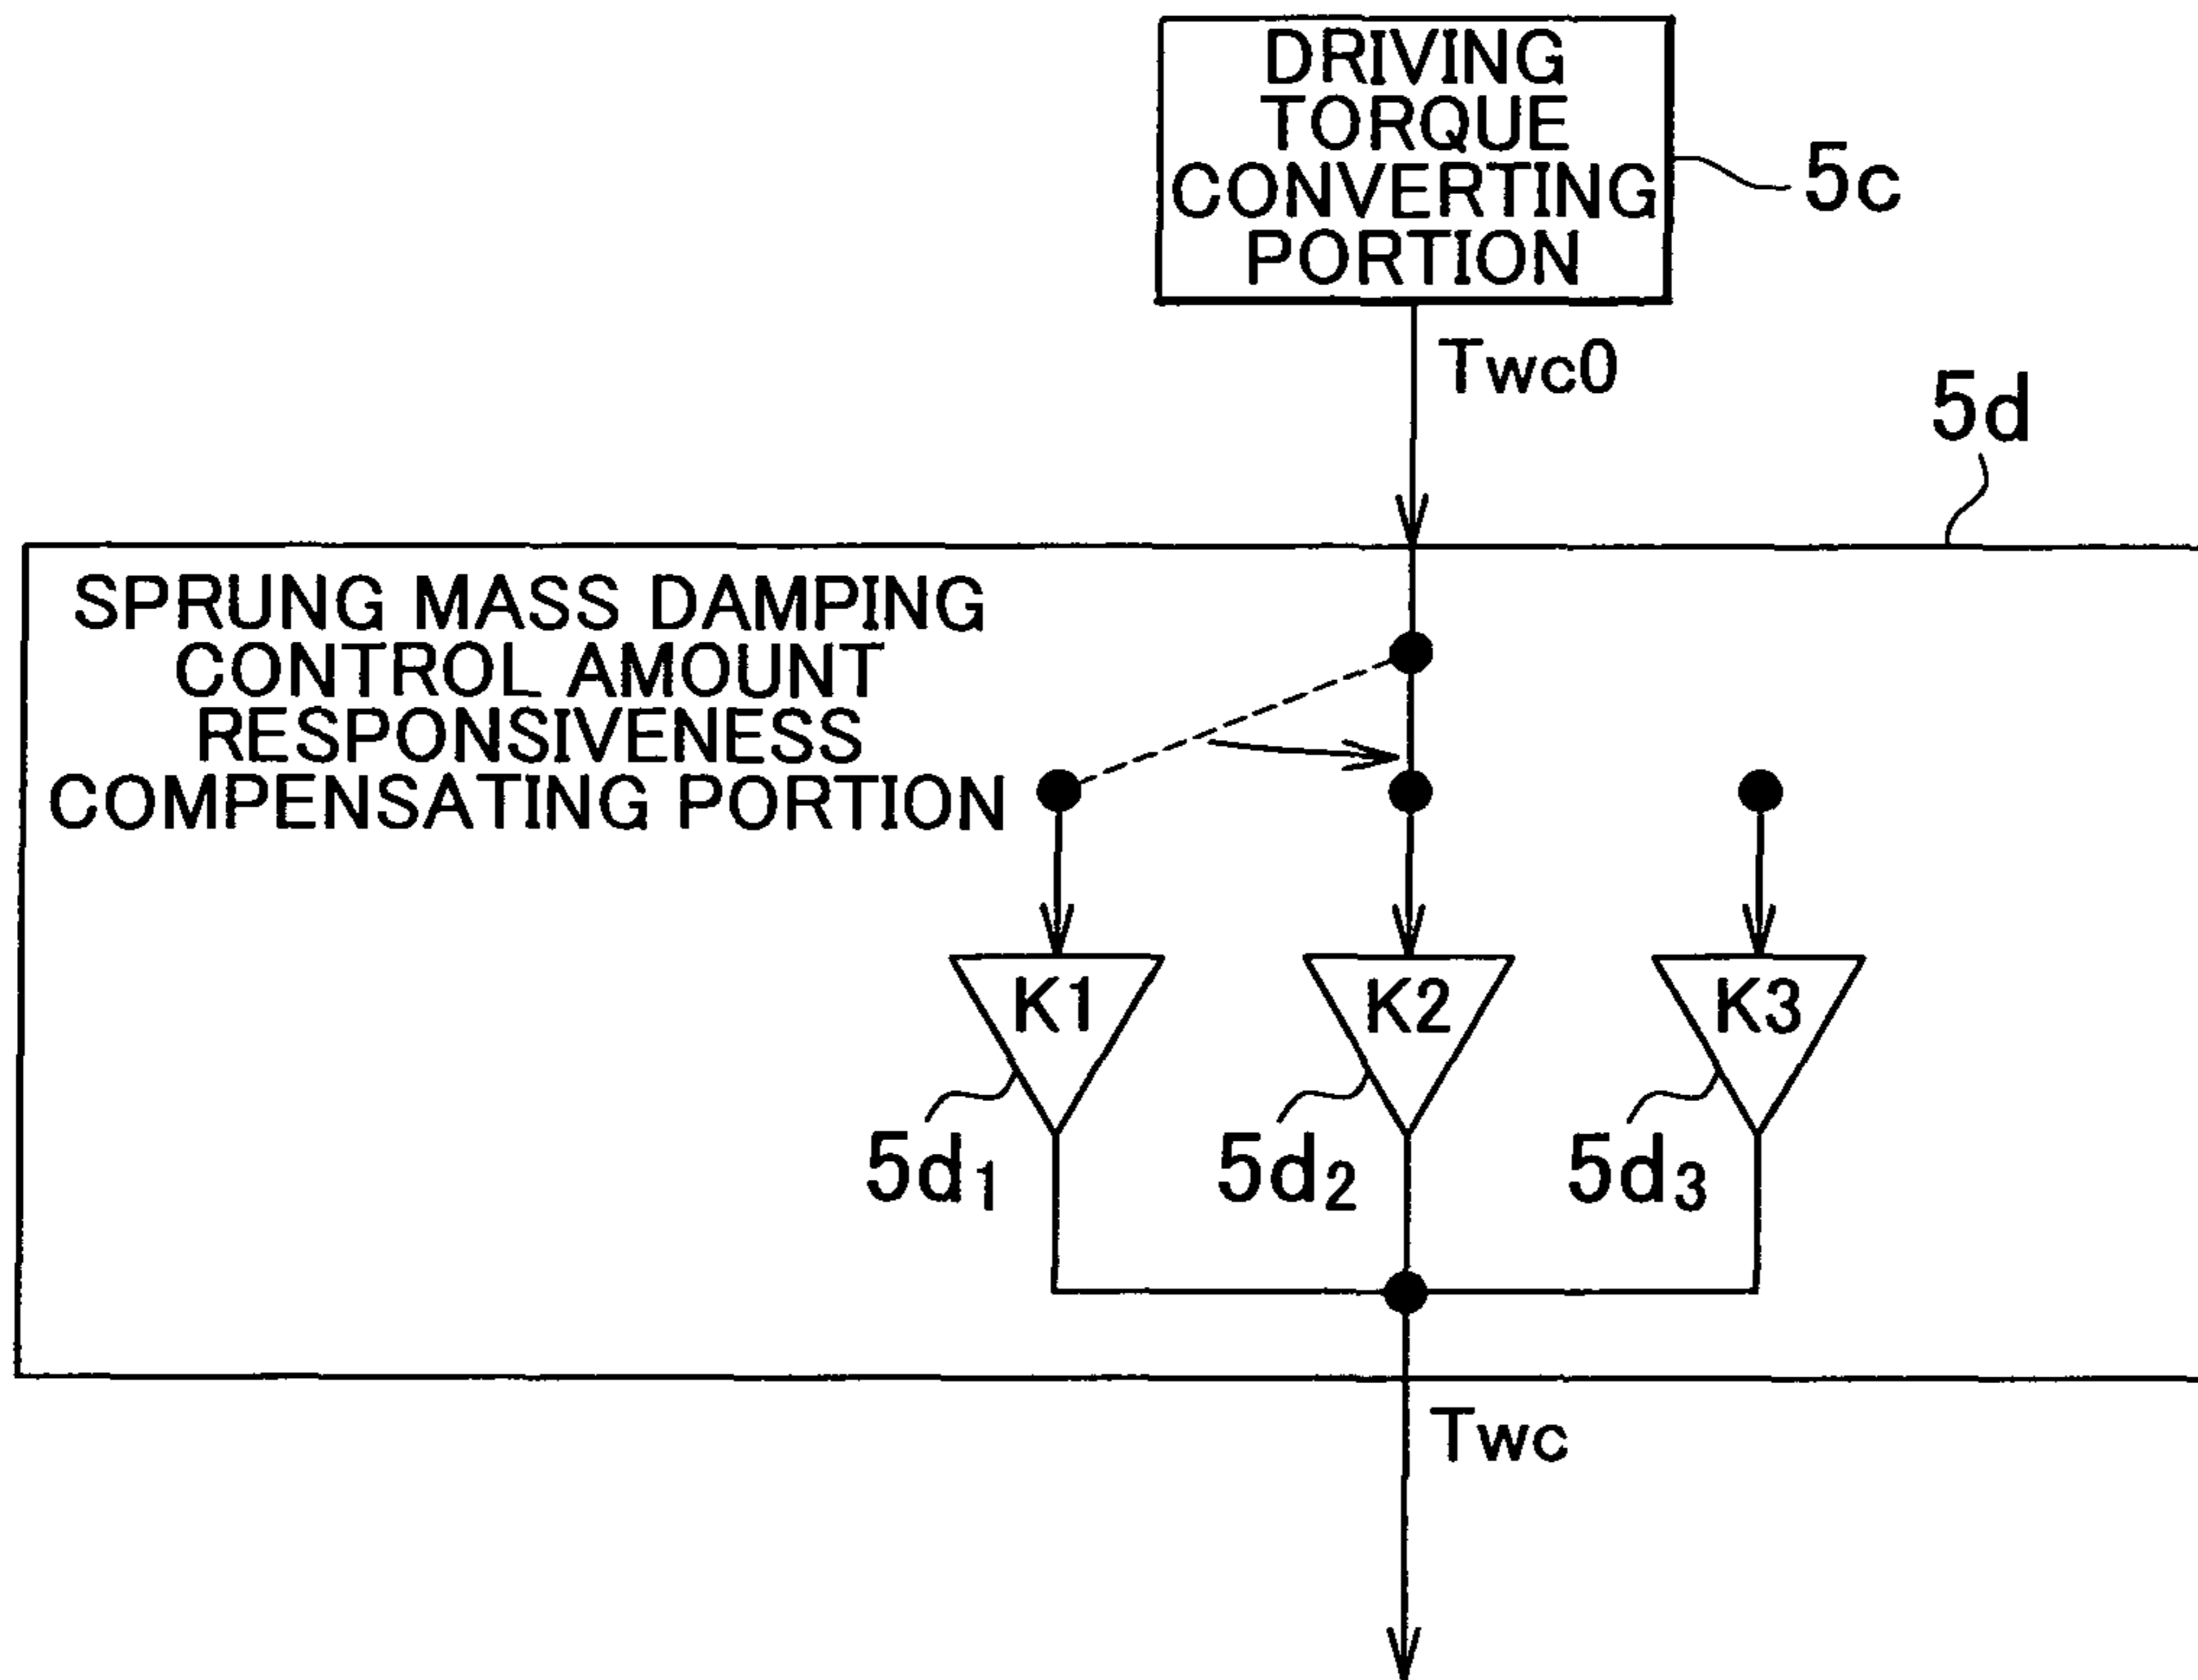 DRIVING
TORQUE
CONVERTING
PORTION
5c
Twc0
5d
SPRUNG MASS DAMPING
CONTROL AMOUNT
RESPONSIVENESS
COMPENSATING PORTION
K1
K2
K3
5d1
5d2
5d3
Twc